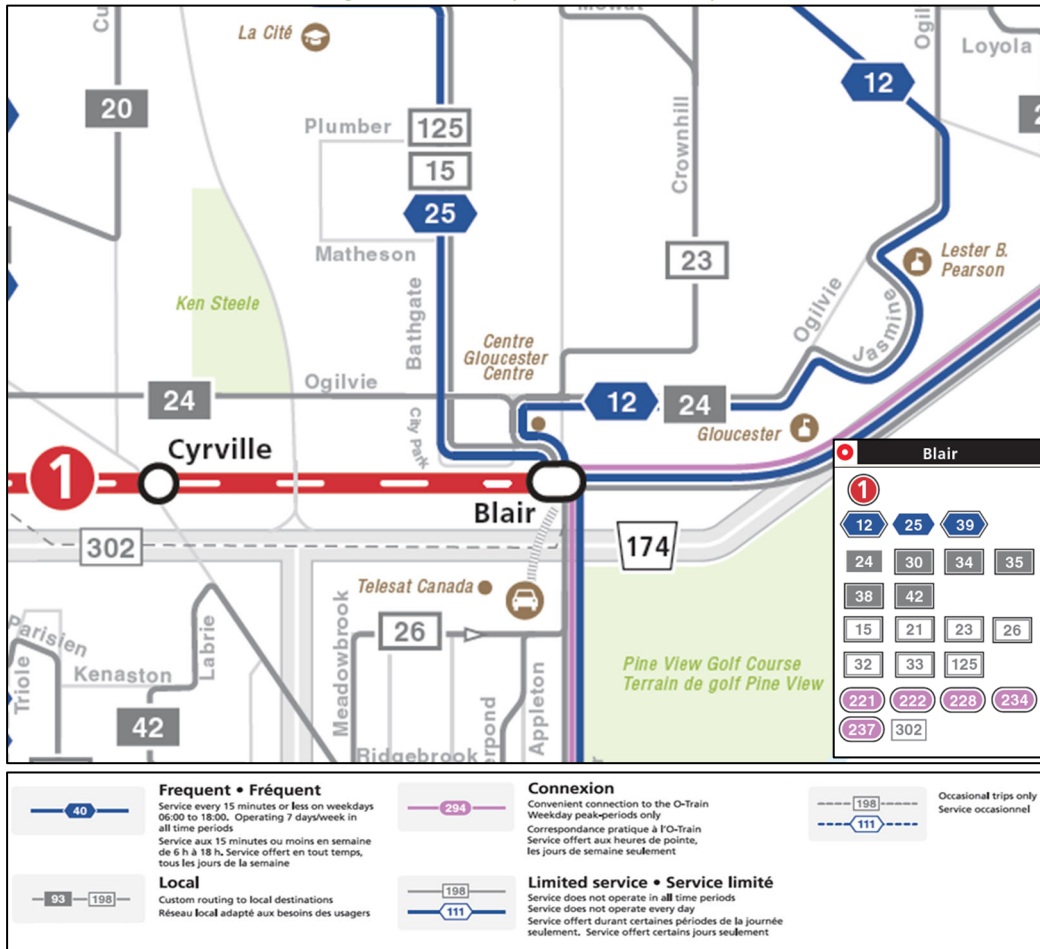 La Cité
Cu
20
Plumber
125
15
25
Matheson
Bathgate
Crownhill
23
12
Ogil
Loyola
2
Lester B.
Pearson
Ogilvie
Jasmine
Ken Steele
Centre
Gloucester
Centre
Ogilvie
24
12
24
Gloucester
City Park
Cyrville
1
Blair
302
174
Telesat Canada
26
Meadowbrook
Parisien
Triole
Kenaston
Labrie
42
Ridgebrook
erpond
Appleton
Pine View Golf Course
Terrain de golf Pine View
Blair
1
12 25 39
24 30 34 35
38 42
15 21 23 26
32 33 125
221 222 228 234
237 302
40
Frequent • Fréquent
Service every 15 minutes or less on weekdays
06:00 to 18:00. Operating 7 days/week in
all time periods
Service aux 15 minutes ou moins en semaine
de 6 h à 18 h. Service offert en tout temps,
tous les jours de la semaine
93 198
Local
Custom routing to local destinations
Réseau local adapté aux besoins des usagers
294
Connexion
Convenient connection to the O-Train
Weekday peak-periods only
Correspondance pratique à l'O-Train
Service offert aux heures de pointe,
les jours de semaine seulement
198
111
Limited service • Service limité
Service does not operate in all time periods
Service does not operate every day
Service offert durant certaines périodes de la journée
seulement. Service offert certains jours seulement
198
111
Occasional trips only
Service occasionnel